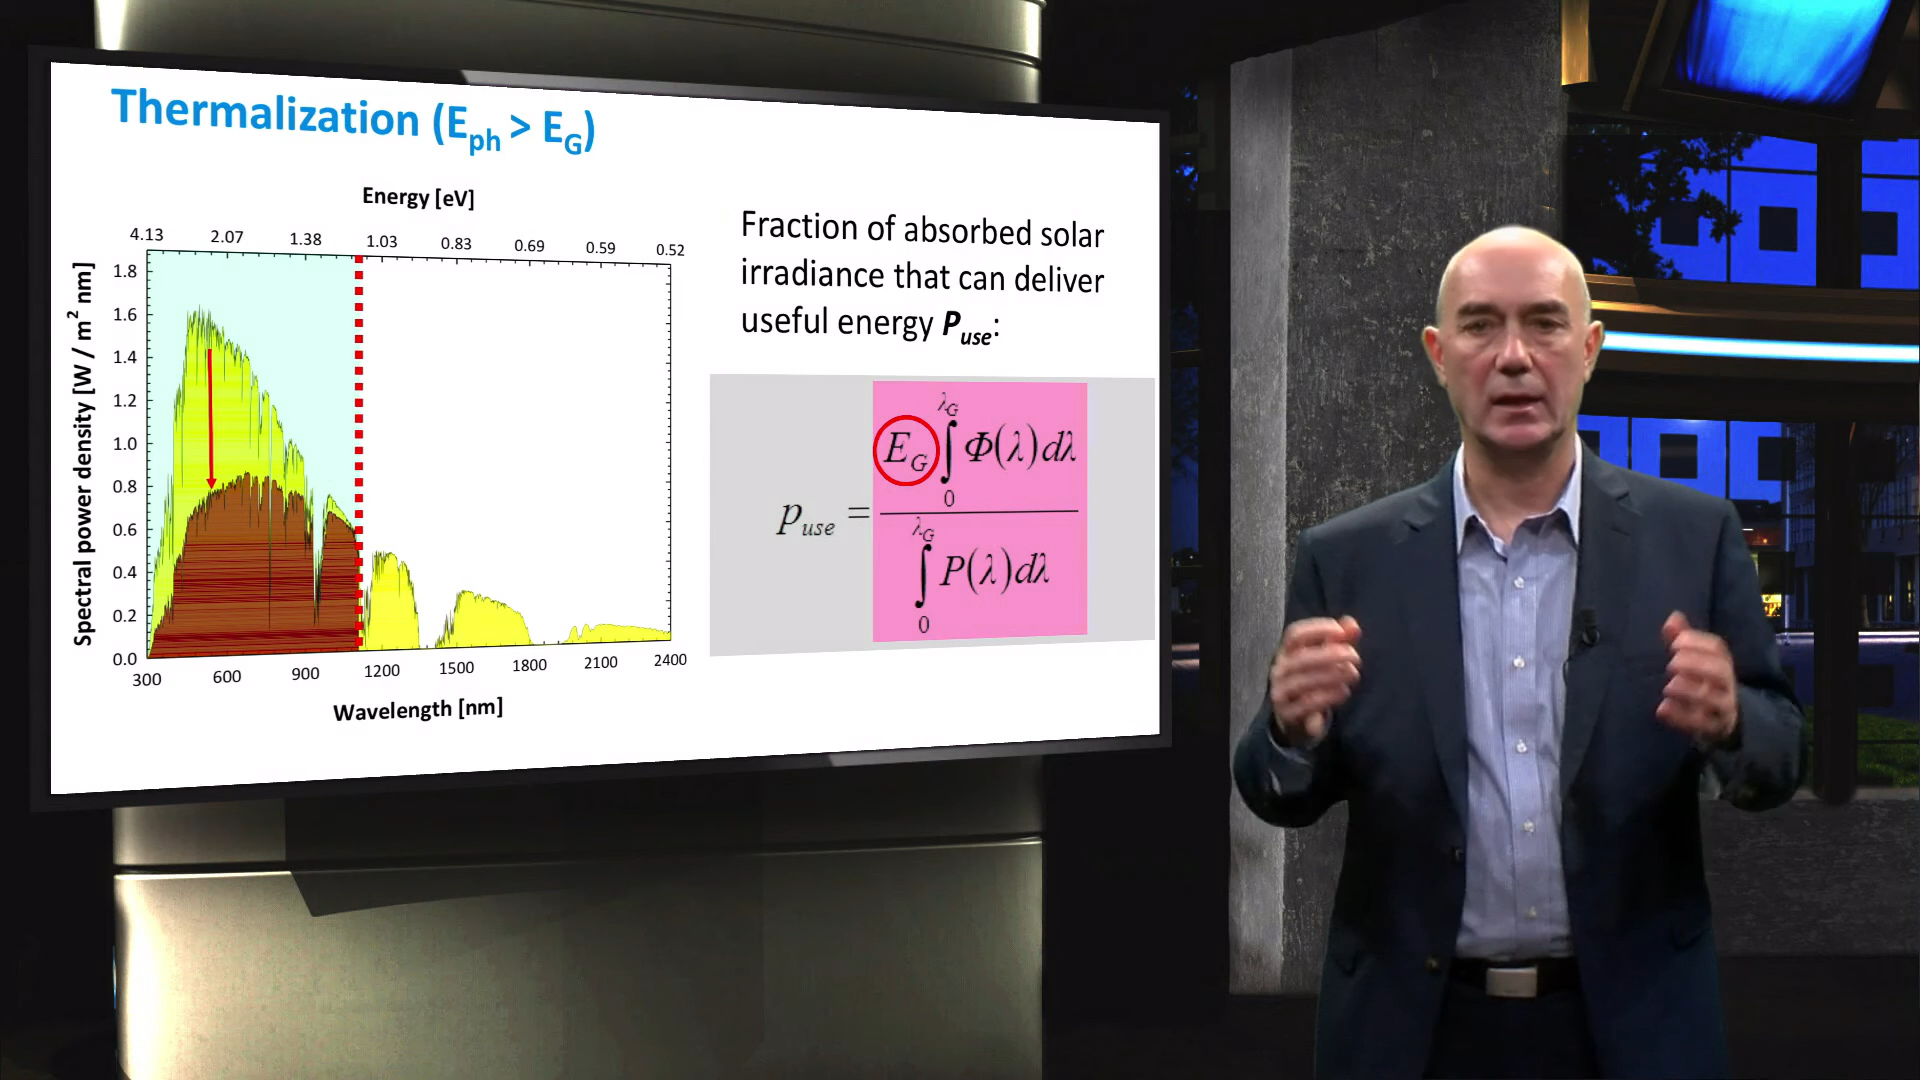 Thermalization (Eph > EG)
Energy [eV]
4.13 2.07 1.38 1.03 0.83 0.69 0.59 0.52
Spectral power density [W / m² nm]
1.8
1.6
1.4
1.2
1.0
0.8
0.6
0.4
0.2
0.0
300 600 900 1200 1500 1800 2100 2400
Wavelength [nm]
Fraction of absorbed solar
irradiance that can deliver
useful energy Puse:
λG
EG ∫ Φ(λ)dλ
0
puse =
λG
∫ P(λ)dλ
0